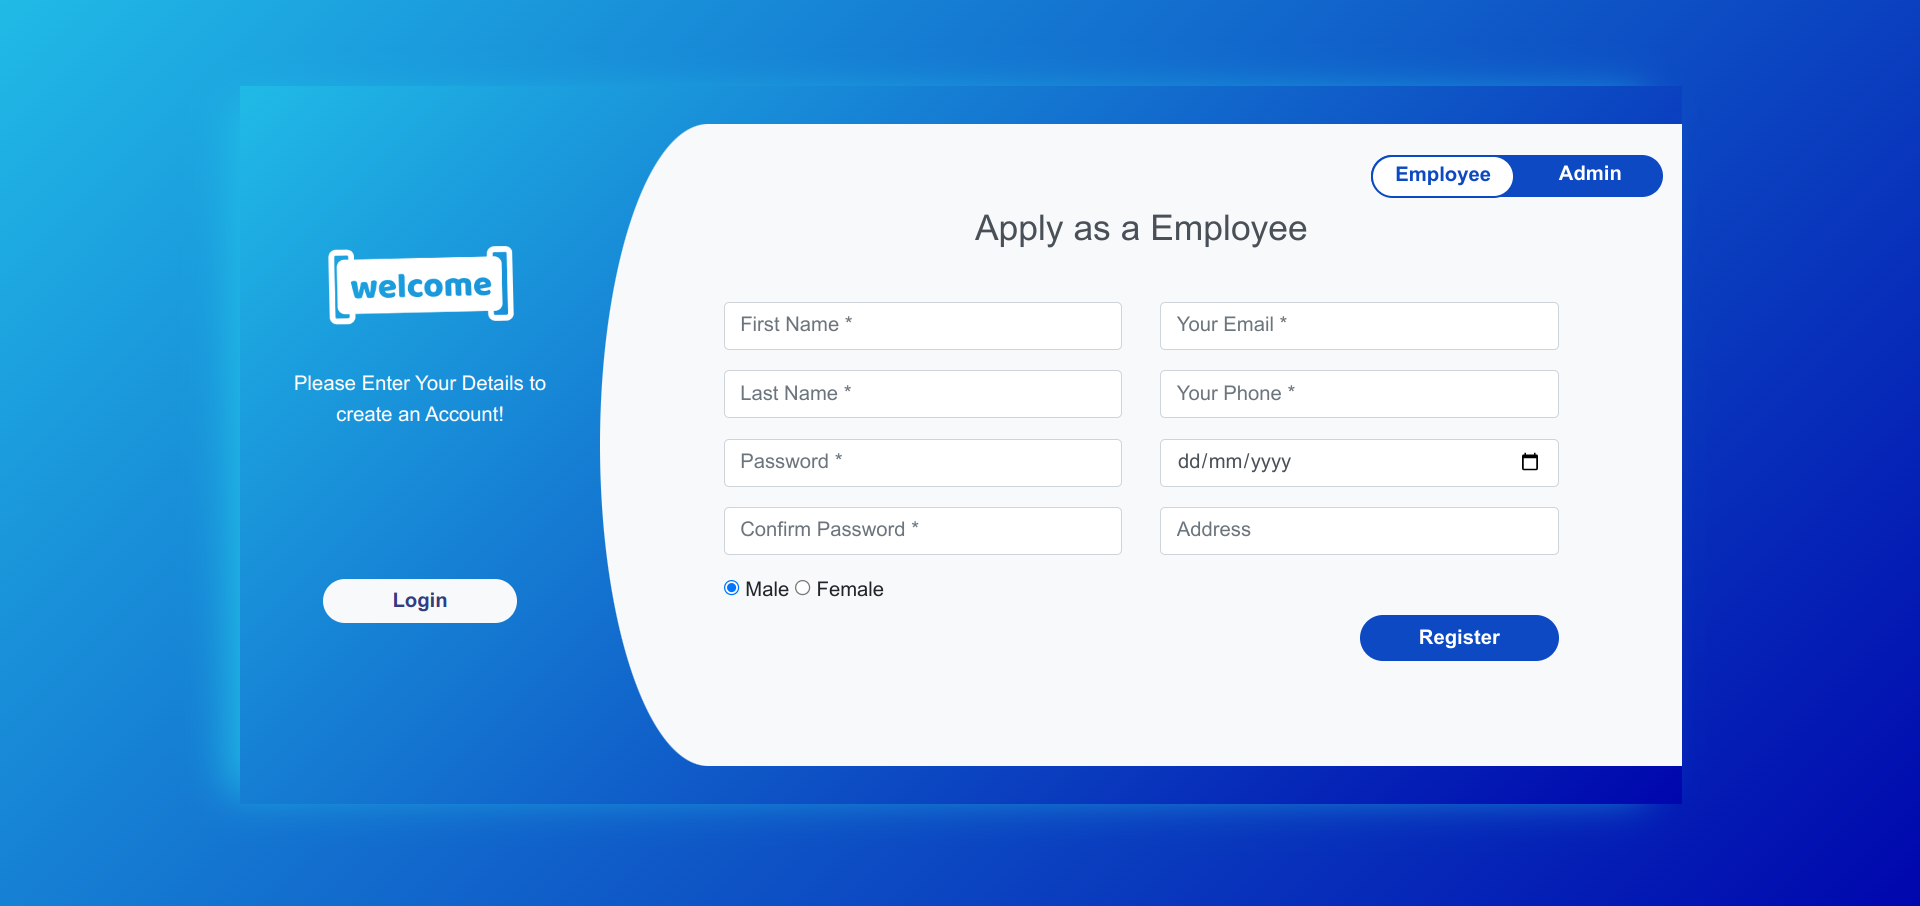 welcome
Please Enter Your Details to
create an Account!
Login
Employee Admin
Apply as a Employee
First Name *
Your Email *
Last Name *
Your Phone *
Password *
dd/mm/yyyy
Confirm Password *
Address
Male Female
Register